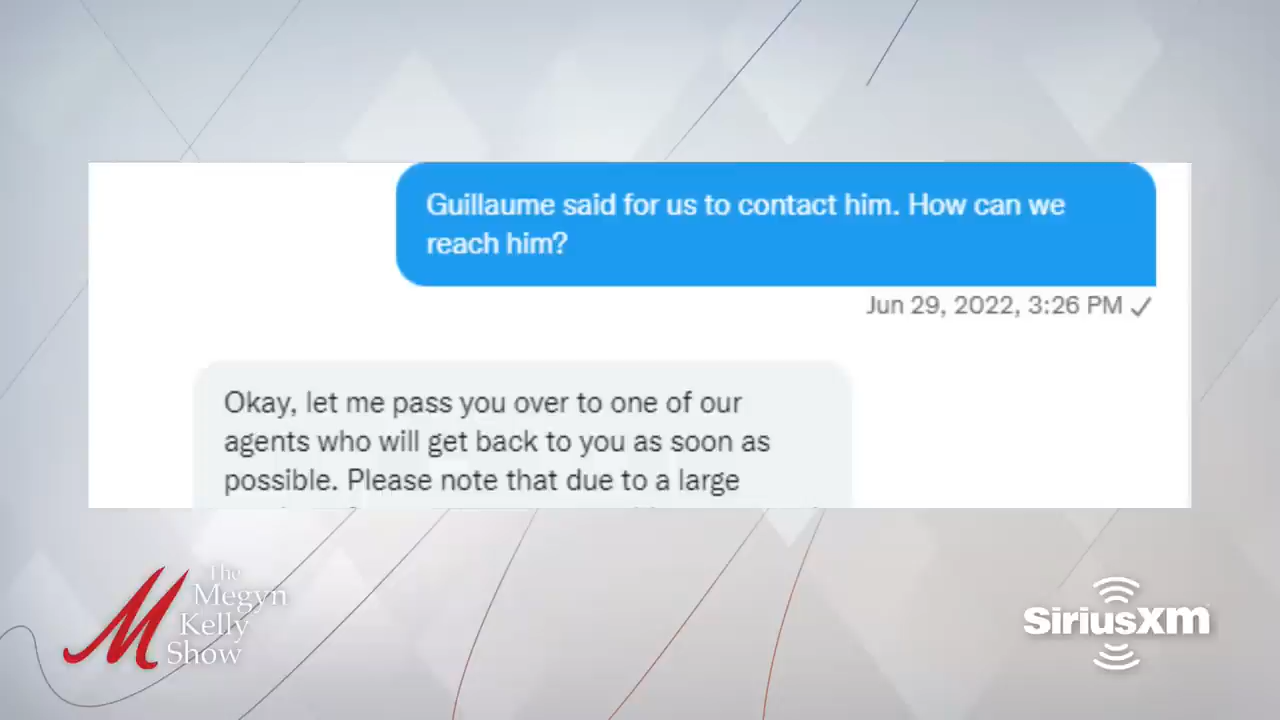 Guillaume said for us to contact him. How can we
reach him?
Jun 29, 2022, 3:26 PM
Okay, let me pass you over to one of our
agents who will get back to you as soon as
possible. Please note that due to a large
The
Megyn
Kelly
Show
SiriusXM